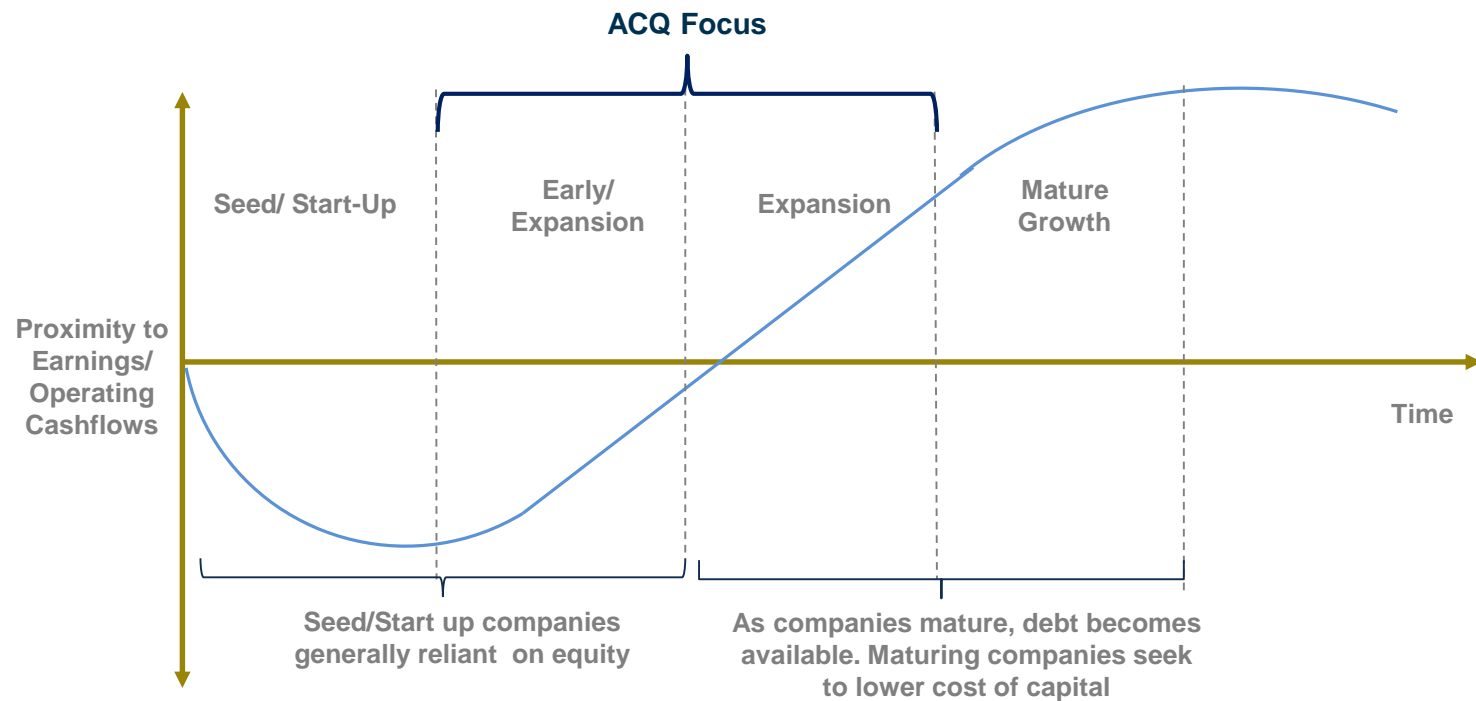 ACQ Focus
Seed/ Start-Up
Early/
Expansion
Expansion
Mature
Growth
Proximity to
Earnings/
Operating
Cashflows
Time
Seed/Start up companies
generally reliant  on equity
As companies mature, debt becomes
available. Maturing companies seek
to lower cost of capital